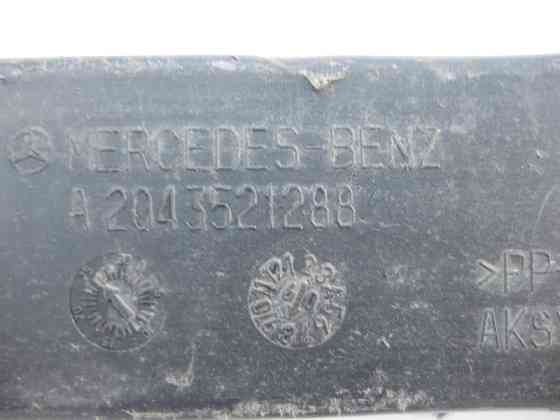 MERCEDES-BENZ
A 2043521288
>PP
AKS